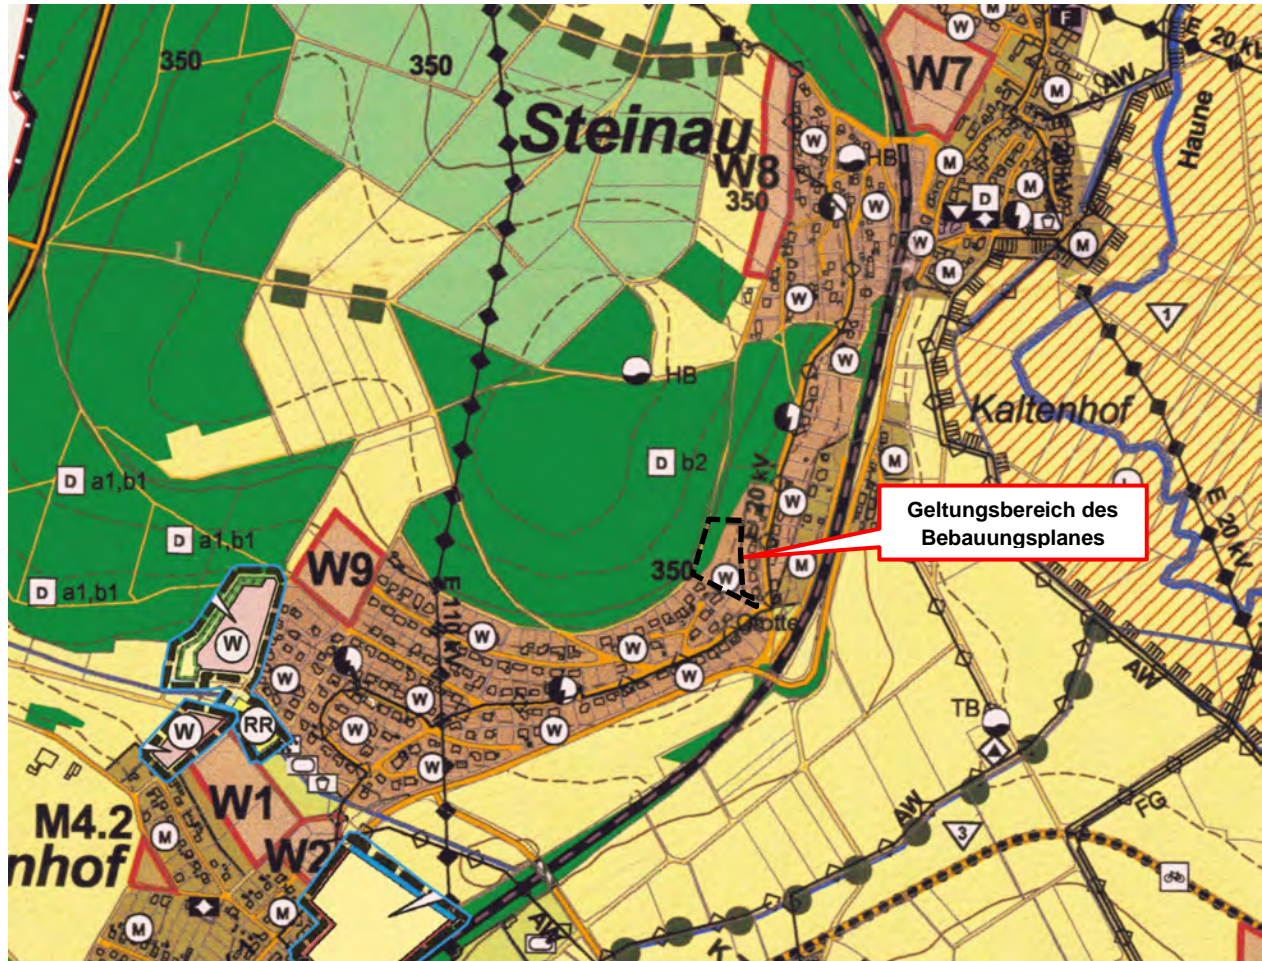 350
350
Steinau
W7
W
M
F
M
20 kV
AW
Haune
W8
350
W
HB
W
M
M
D
M
W
M
W
1
Kaltenhof
W
HB
D b2
E 20 kV
W
M
E 20 kV
L
Geltungsbereich des
Bebauungsplanes
D a1,b1
D a1,b1
D a1,b1
W9
350
W
M
Grotte
E 110 kV
W
W
W
W
W
W
RR
W
W
W
W
AW
TB
W1
W2
M4.2
nhof
M
M
M
AW
3
FG
AW
K